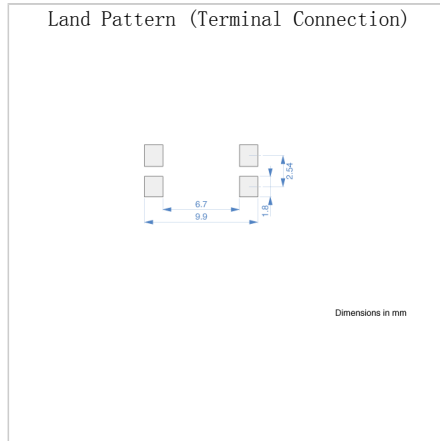 Land Pattern (Terminal Connection)
2.54
6.7
1.8
9.9
Dimensions in mm